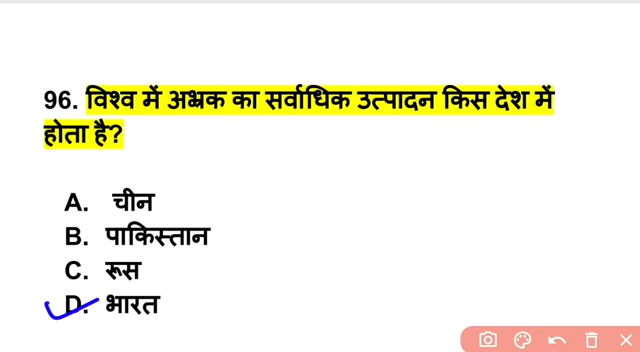 96. विश्व में अभ्रक का सर्वाधिक उत्पादन किस देश में
होता है?
A. चीन
B. पाकिस्तान
C. रूस
D. भारत